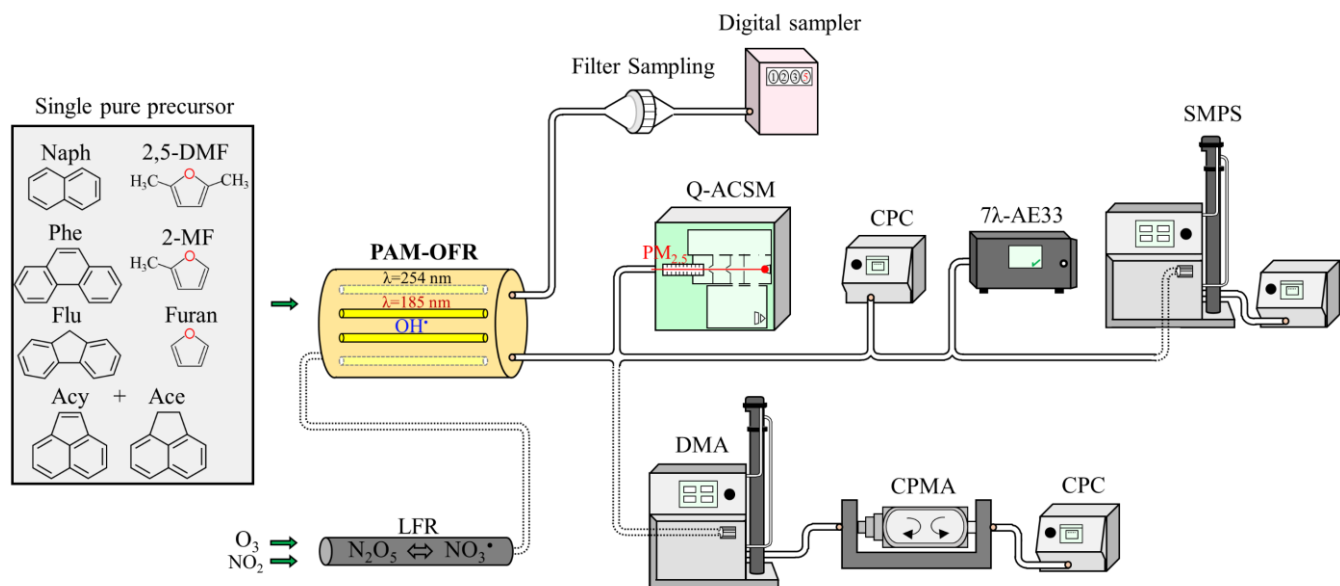 Digital sampler
①②③⑤
Filter Sampling
Single pure precursor
Naph
2,5-DMF
H₃C
O
CH₃
Phe
2-MF
H₃C
O
Flu
Furan
O
Acy + Ace
PAM-OFR
λ=254 nm
λ=185 nm
OH•
Q-ACSM
PM₂.₅
CPC
7λ-AE33
SMPS
DMA
CPMA
CPC
O₃
NO₂
LFR
N₂O₅ ⇔ NO₃•